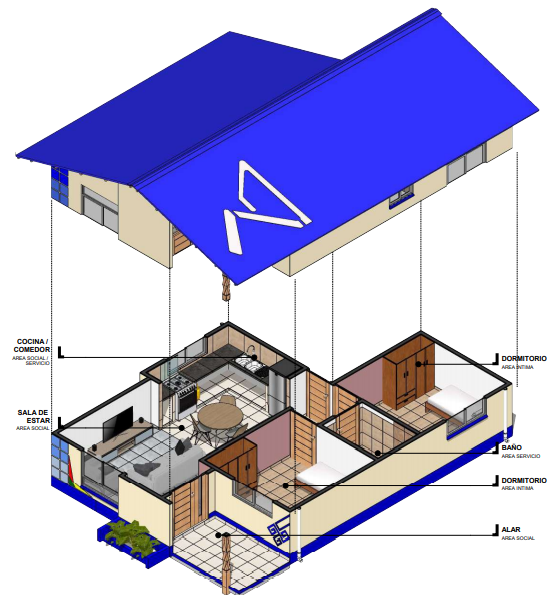 COCINA /
COMEDOR
AREA SOCIAL /
SERVICIO
SALA DE
ESTAR
AREA SOCIAL
DORMITORIO
AREA INTIMA
BAÑO
AREA SERVICIO
DORMITORIO
AREA INTIMA
ALAR
AREA SOCIAL